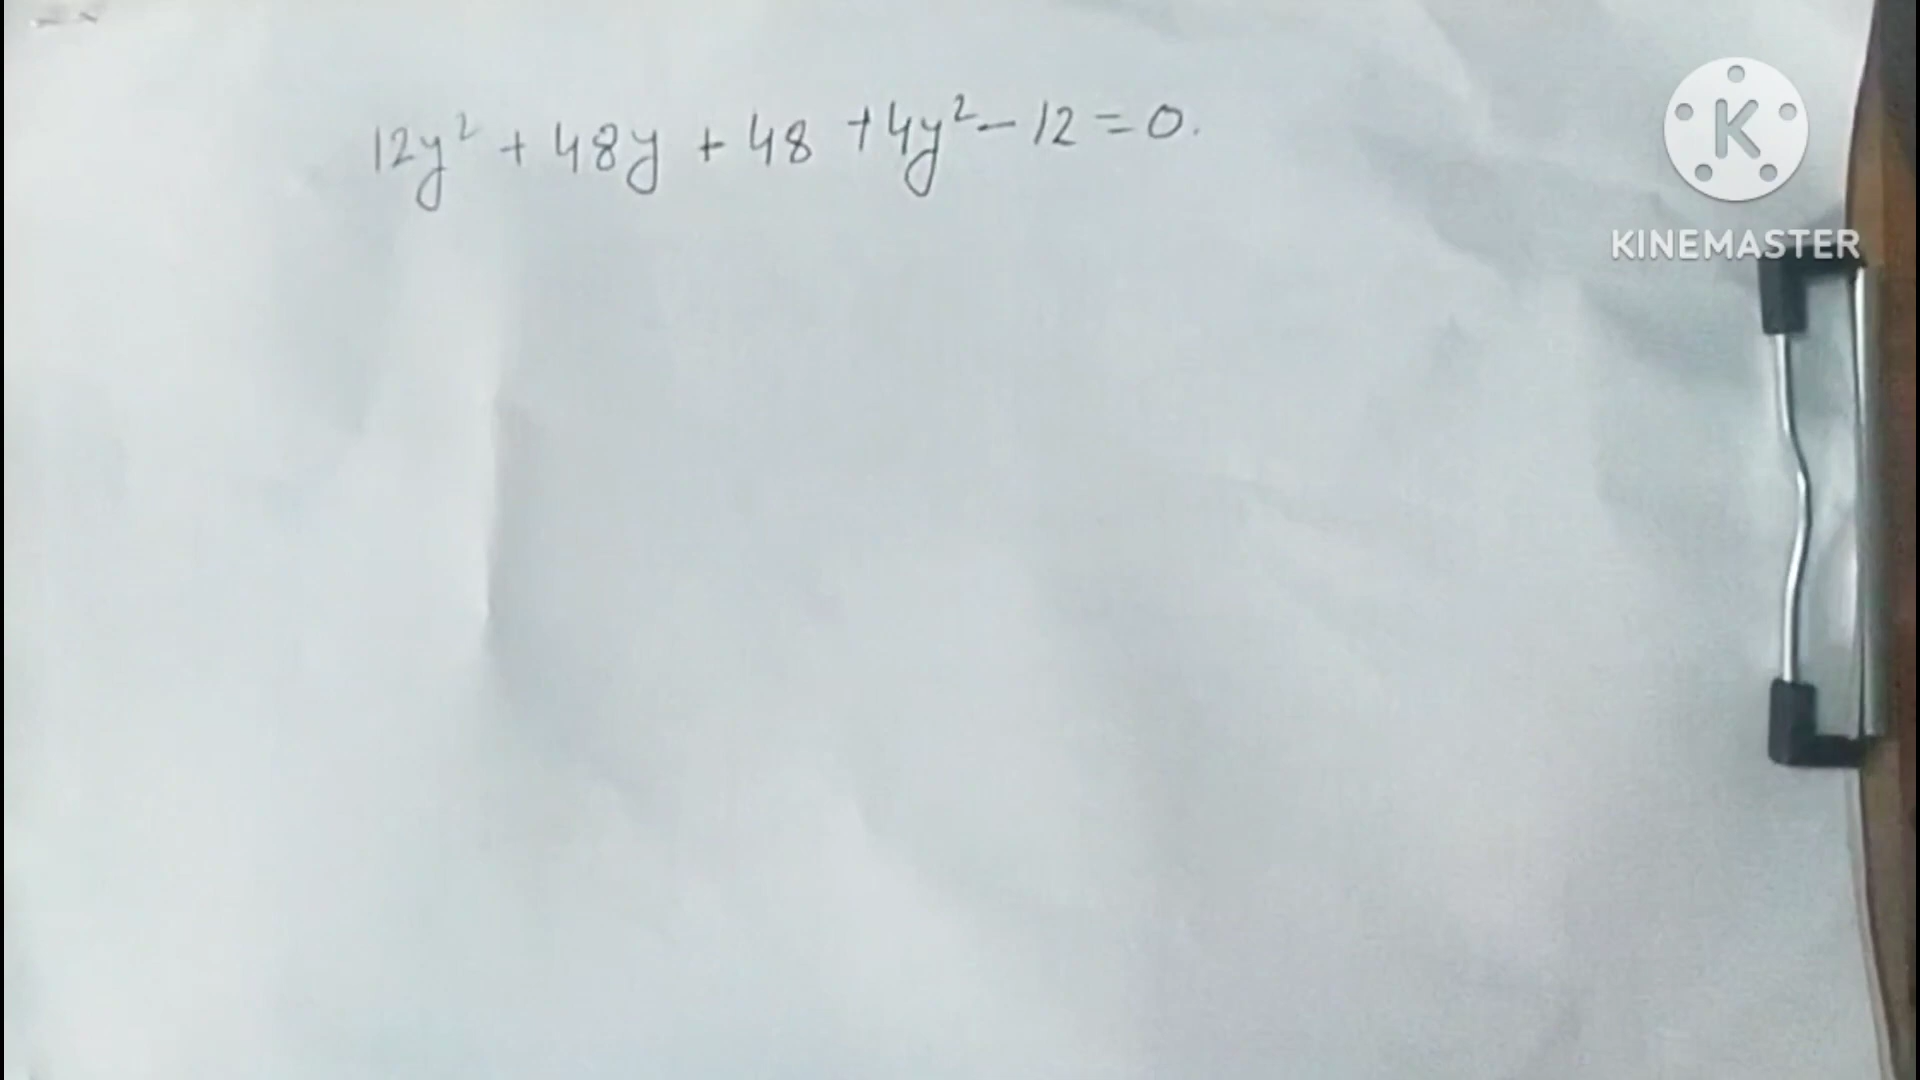 12y² + 48y + 48 + 4y² - 12 = 0.
K
KINEMASTER